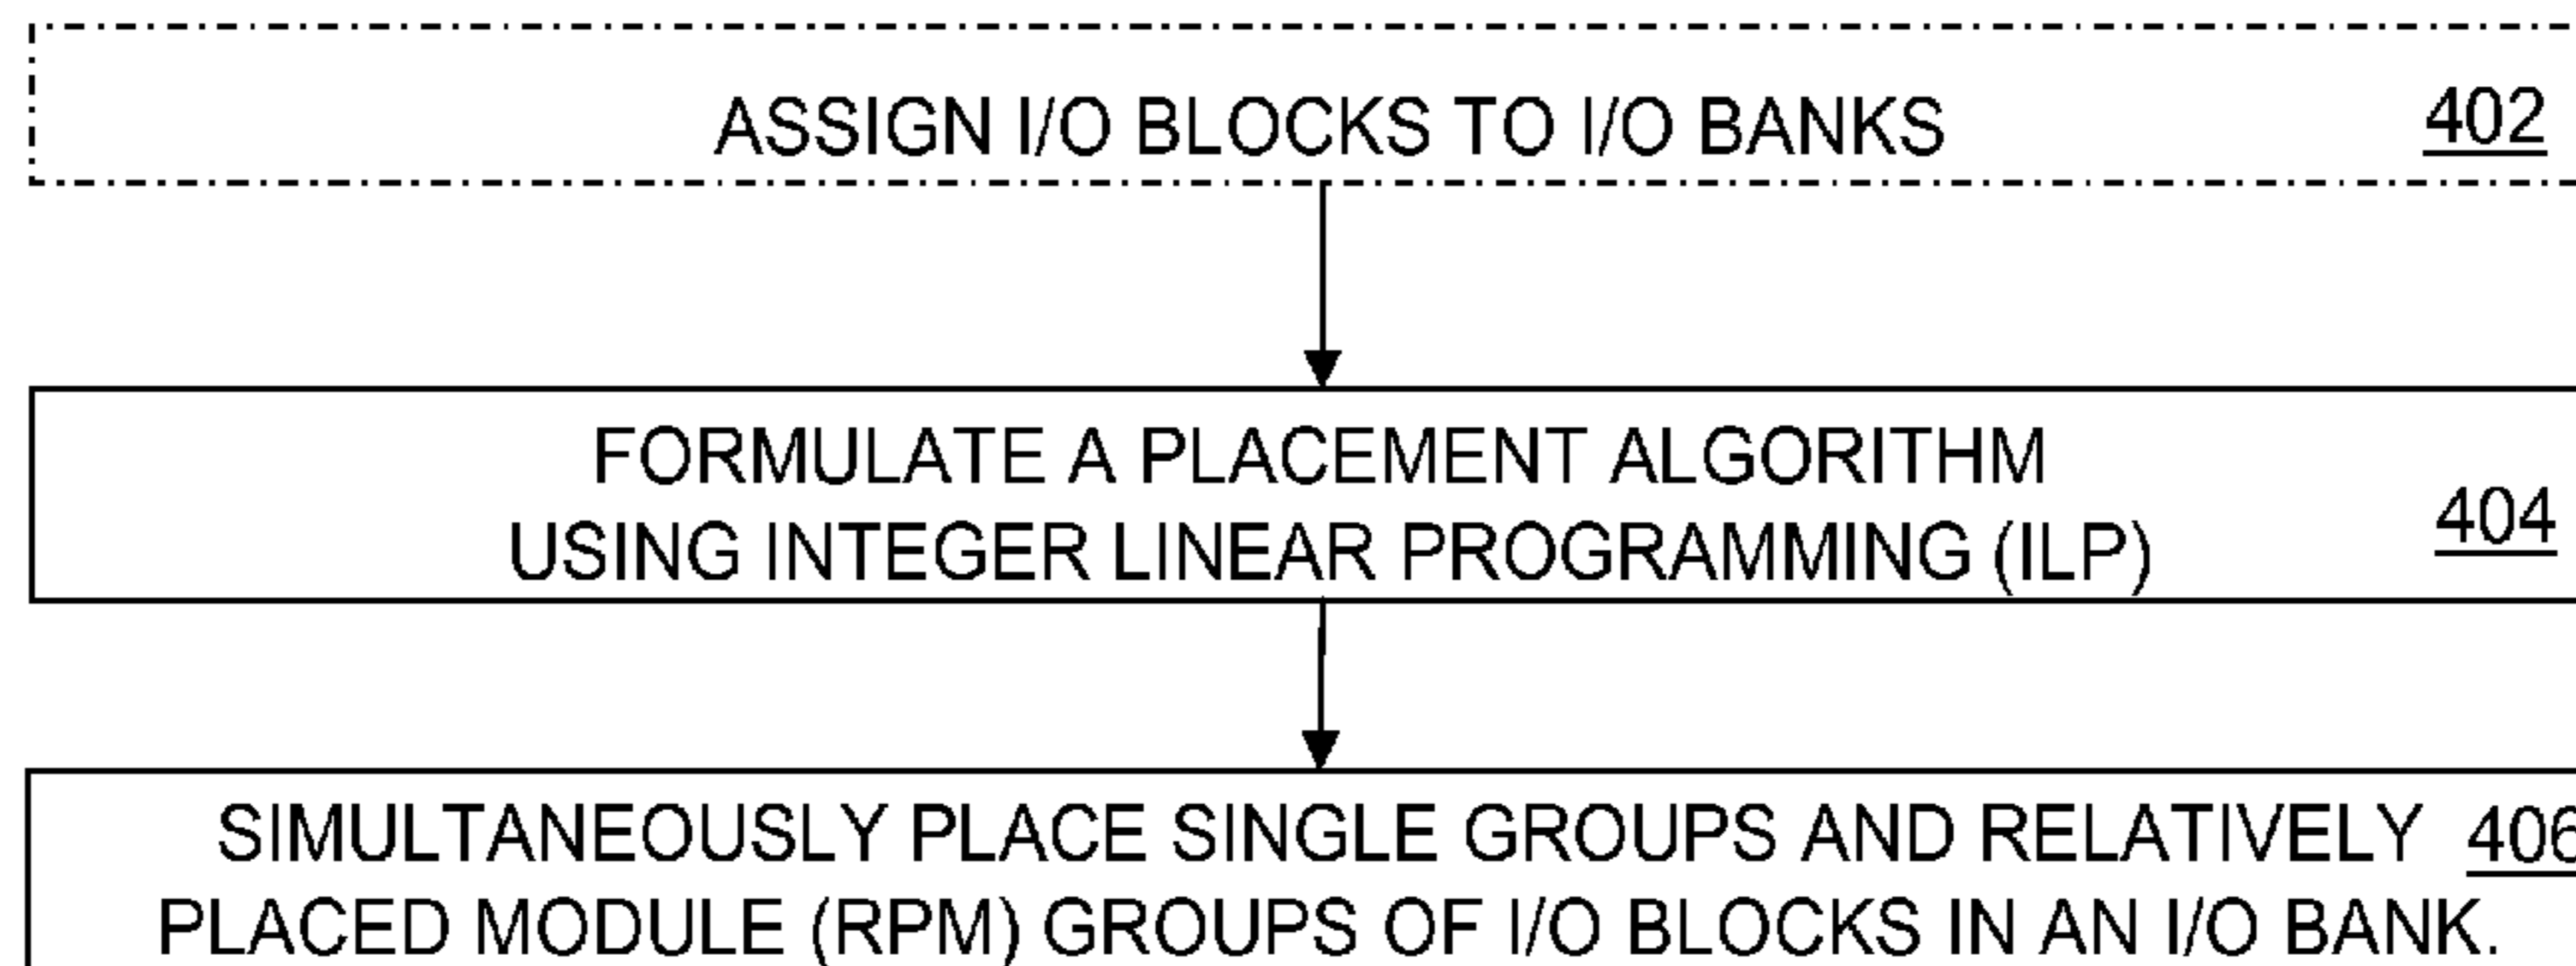 ASSIGN I/O BLOCKS TO I/O BANKS 402
FORMULATE A PLACEMENT ALGORITHM
USING INTEGER LINEAR PROGRAMMING (ILP) 404
SIMULTANEOUSLY PLACE SINGLE GROUPS AND RELATIVELY 406
PLACED MODULE (RPM) GROUPS OF I/O BLOCKS IN AN I/O BANK.